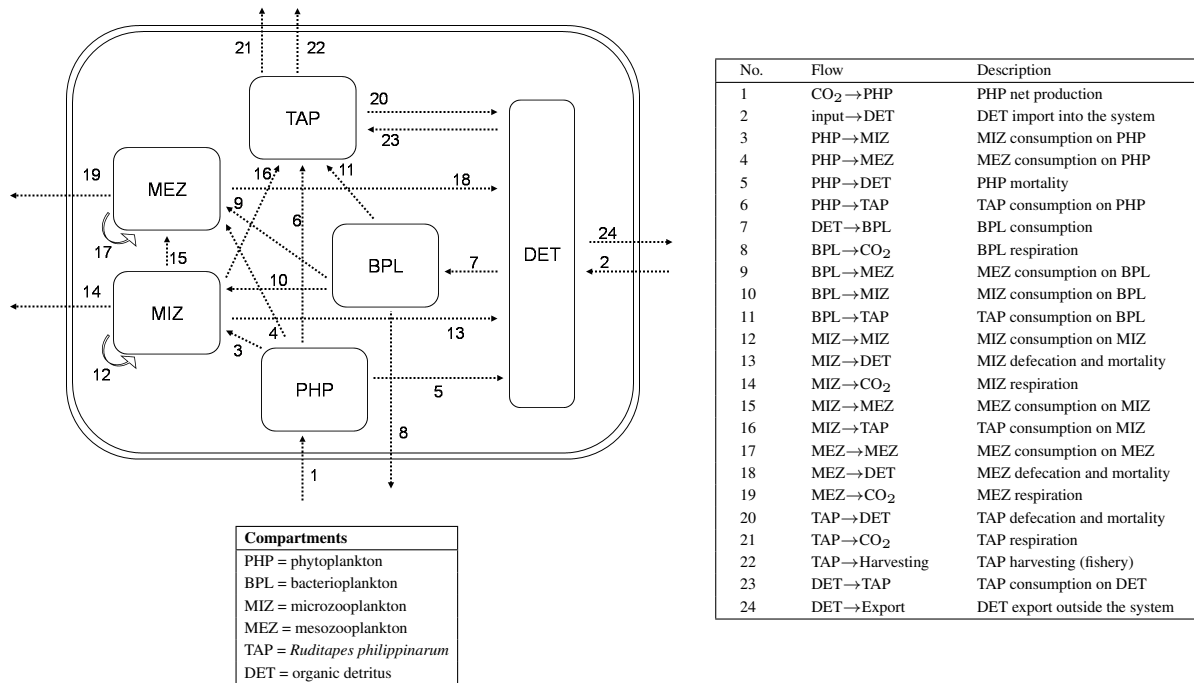 21
22
TAP
20
23
19
MEZ
16
11
18
9
6
17
15
24
DET
BPL
7
2
10
14
MIZ
13
4
3
12
PHP
5
8
1
Compartments
PHP = phytoplankton
BPL = bacterioplankton
MIZ = microzooplankton
MEZ = mesozooplankton
TAP = Ruditapes philippinarum
DET = organic detritus
No. Flow Description
1 CO₂→PHP PHP net production
2 input→DET DET import into the system
3 PHP→MIZ MIZ consumption on PHP
4 PHP→MEZ MEZ consumption on PHP
5 PHP→DET PHP mortality
6 PHP→TAP TAP consumption on PHP
7 DET→BPL BPL consumption
8 BPL→CO₂ BPL respiration
9 BPL→MEZ MEZ consumption on BPL
10 BPL→MIZ MIZ consumption on BPL
11 BPL→TAP TAP consumption on BPL
12 MIZ→MIZ MIZ consumption on MIZ
13 MIZ→DET MIZ defecation and mortality
14 MIZ→CO₂ MIZ respiration
15 MIZ→MEZ MEZ consumption on MIZ
16 MIZ→TAP TAP consumption on MIZ
17 MEZ→MEZ MEZ consumption on MEZ
18 MEZ→DET MEZ defecation and mortality
19 MEZ→CO₂ MEZ respiration
20 TAP→DET TAP defecation and mortality
21 TAP→CO₂ TAP respiration
22 TAP→Harvesting TAP harvesting (fishery)
23 DET→TAP TAP consumption on DET
24 DET→Export DET export outside the system